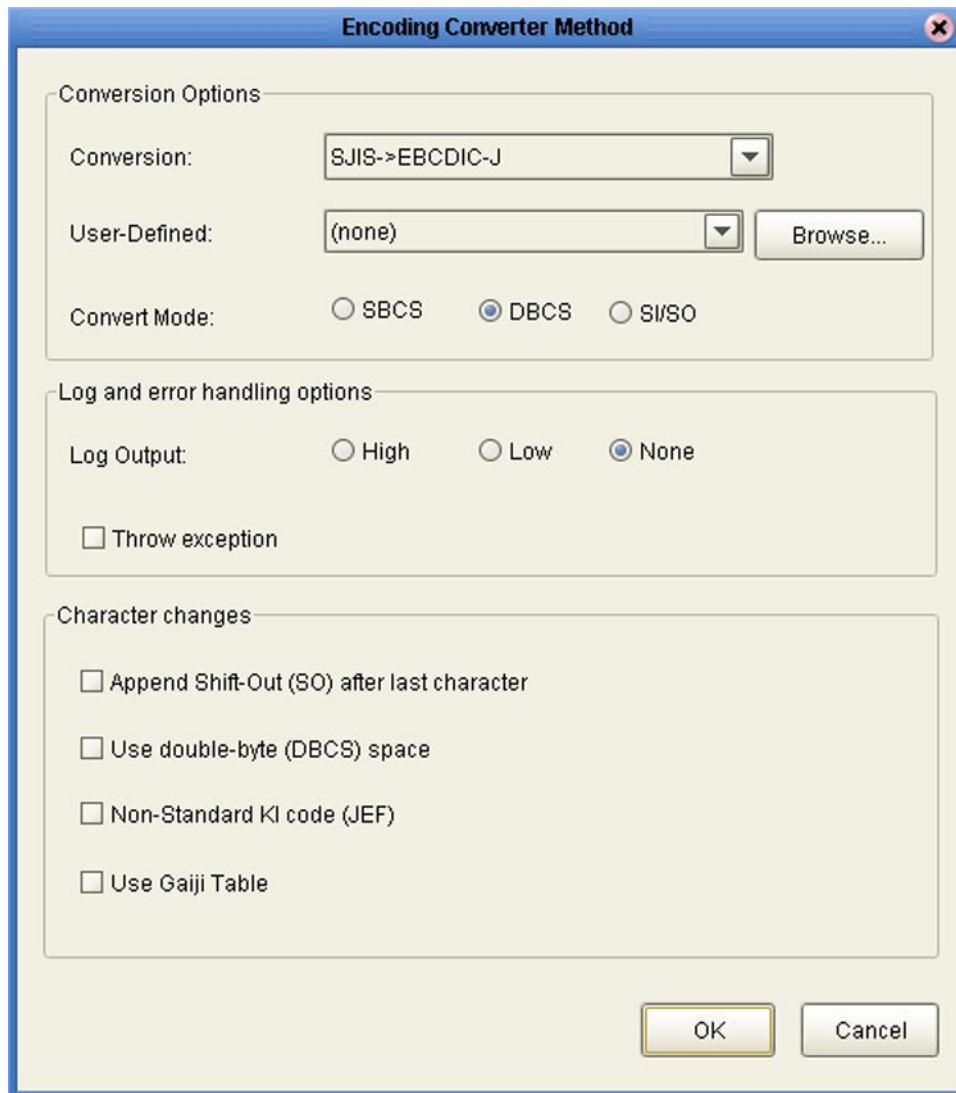 Encoding Converter Method
Conversion Options
Conversion: SJIS->EBCDIC-J
User-Defined: (none) Browse...
Convert Mode: SBCS DBCS SI/SO
Log and error handling options
Log Output: High Low None
Throw exception
Character changes
Append Shift-Out (SO) after last character
Use double-byte (DBCS) space
Non-Standard KI code (JEF)
Use Gaiji Table
OK Cancel